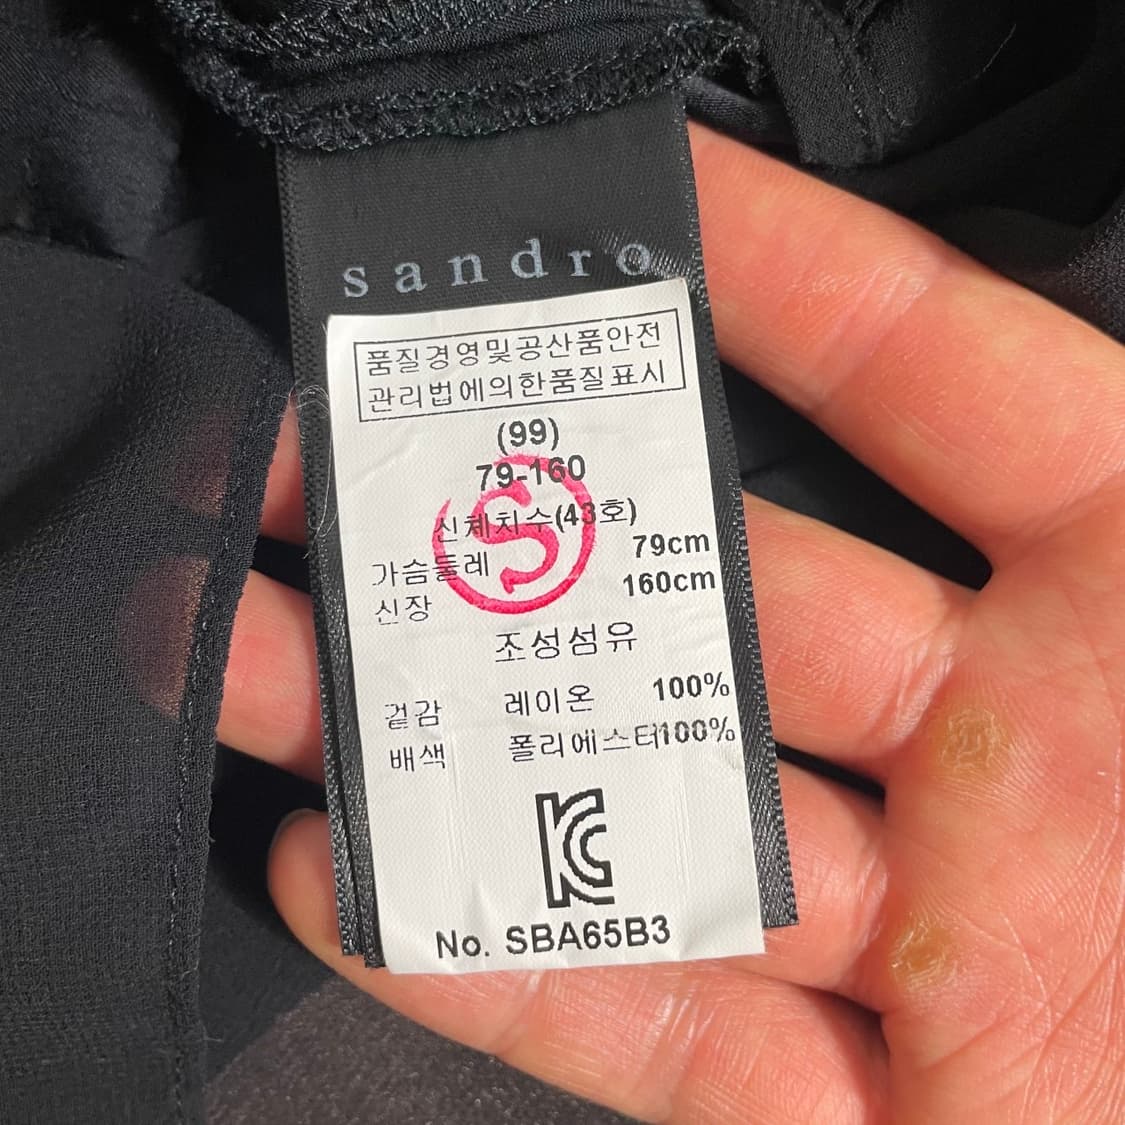 sandro
품질경영및공산품안전
관리법에의한품질표시
(99)
79-160
신체치수(43호)
가슴둘레 79cm
신장 160cm
조성섬유
겉감 레이온 100%
배색 폴리에스터100%
KC
No. SBA65B3
S